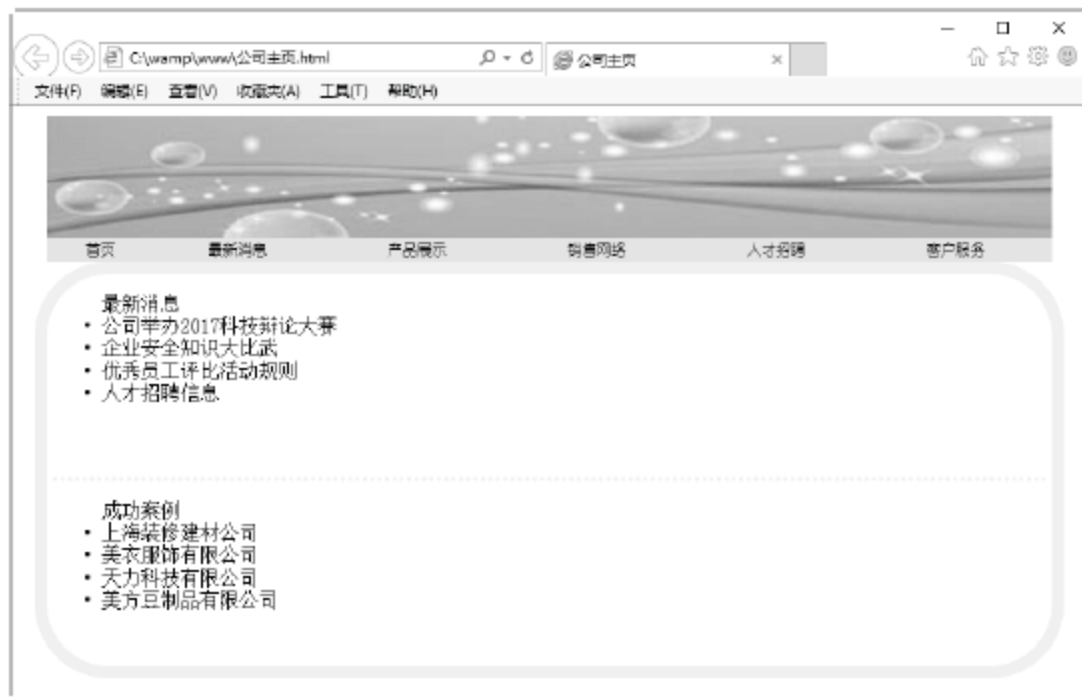 C:\wamp\www\公司主页.html
公司主页
文件(F) 编辑(E) 查看(V) 收藏夹(A) 工具(T) 帮助(H)
首页 最新消息 产品展示 销售网络 人才招聘 客户服务
最新消息
• 公司举办2017科技辩论大赛
• 企业安全知识大比武
• 优秀员工评比活动规则
• 人才招聘信息
成功案例
• 上海装修建材公司
• 美衣服饰有限公司
• 天力科技有限公司
• 美方豆制品有限公司